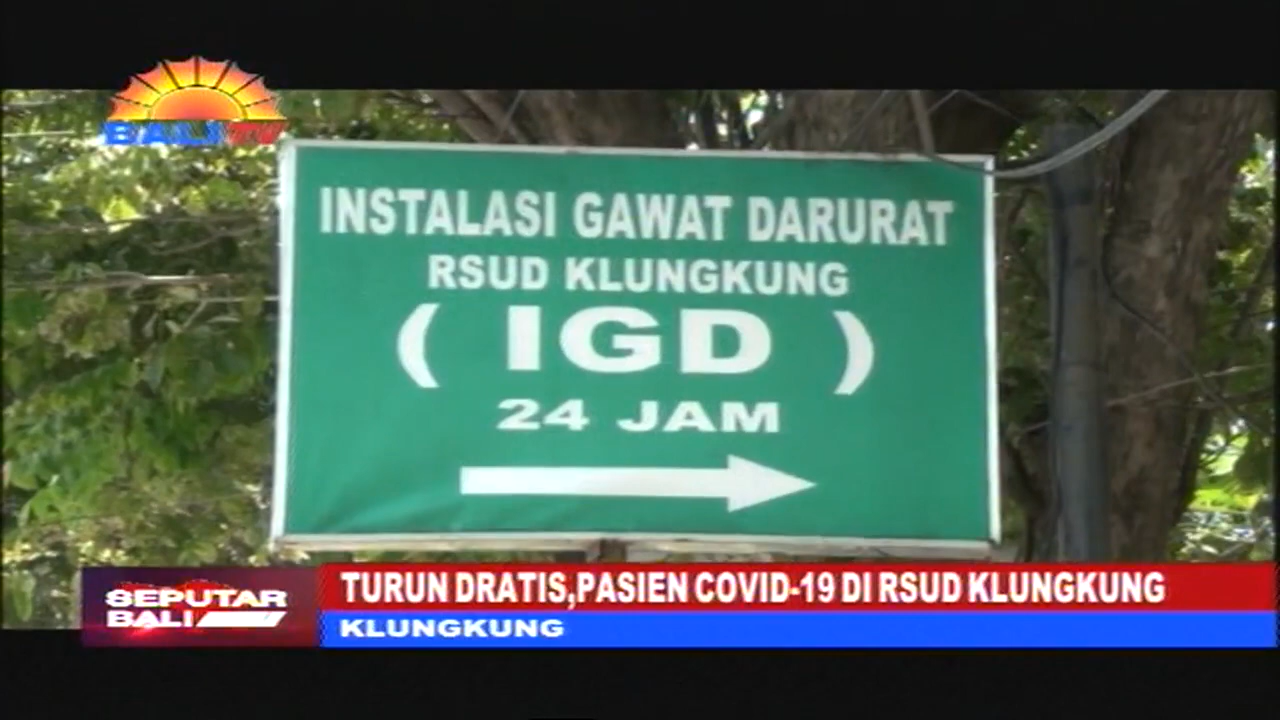 BALI TV
INSTALASI GAWAT DARURAT
RSUD KLUNGKUNG
( IGD )
24 JAM
SEPUTAR
BALI
TURUN DRATIS,PASIEN COVID-19 DI RSUD KLUNGKUNG
KLUNGKUNG